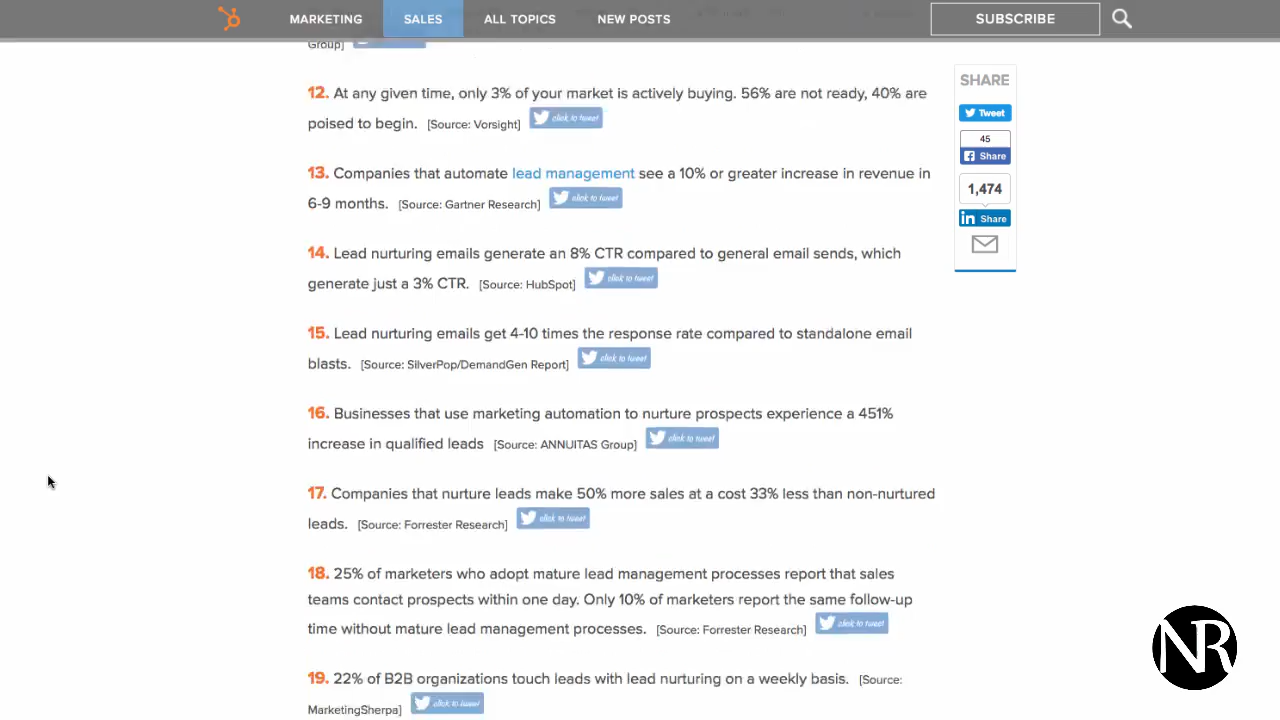 MARKETING SALES ALL TOPICS NEW POSTS SUBSCRIBE
Group]
12. At any given time, only 3% of your market is actively buying. 56% are not ready, 40% are
poised to begin. [Source: Vorsight] click to tweet
13. Companies that automate lead management see a 10% or greater increase in revenue in
6-9 months. [Source: Gartner Research] click to tweet
14. Lead nurturing emails generate an 8% CTR compared to general email sends, which
generate just a 3% CTR. [Source: HubSpot] click to tweet
15. Lead nurturing emails get 4-10 times the response rate compared to standalone email
blasts. [Source: SilverPop/DemandGen Report] click to tweet
16. Businesses that use marketing automation to nurture prospects experience a 451%
increase in qualified leads [Source: ANNUITAS Group] click to tweet
17. Companies that nurture leads make 50% more sales at a cost 33% less than non-nurtured
leads. [Source: Forrester Research] click to tweet
18. 25% of marketers who adopt mature lead management processes report that sales
teams contact prospects within one day. Only 10% of marketers report the same follow-up
time without mature lead management processes. [Source: Forrester Research] click to tweet
19. 22% of B2B organizations touch leads with lead nurturing on a weekly basis. [Source:
MarketingSherpa] click to tweet
SHARE
Tweet
45
Share
1,474
in Share
NR